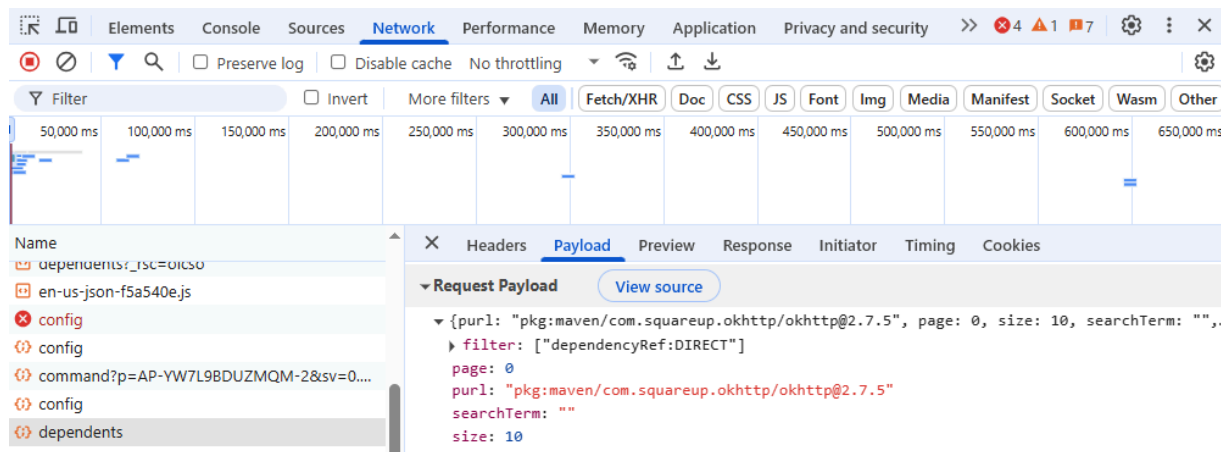 Elements Console Sources Network Performance Memory Application Privacy and security 4 1 7
Preserve log Disable cache No throttling
Filter Invert More filters All Fetch/XHR Doc CSS JS Font Img Media Manifest Socket Wasm Other
50,000 ms 100,000 ms 150,000 ms 200,000 ms 250,000 ms 300,000 ms 350,000 ms 400,000 ms 450,000 ms 500,000 ms 550,000 ms 600,000 ms 650,000 ms
Name
Headers Payload Preview Response Initiator Timing Cookies
en-us-json-f5a540e.js
Request Payload View source
config
{purl: "pkg:maven/com.squareup.okhttp/okhttp@2.7.5", page: 0, size: 10, searchTerm: "",…
config
filter: ["dependencyRef:DIRECT"]
command?p=AP-YW7L9BDUZMQM-2&sv=0....
page: 0
config
purl: "pkg:maven/com.squareup.okhttp/okhttp@2.7.5"
searchTerm: ""
dependents
size: 10